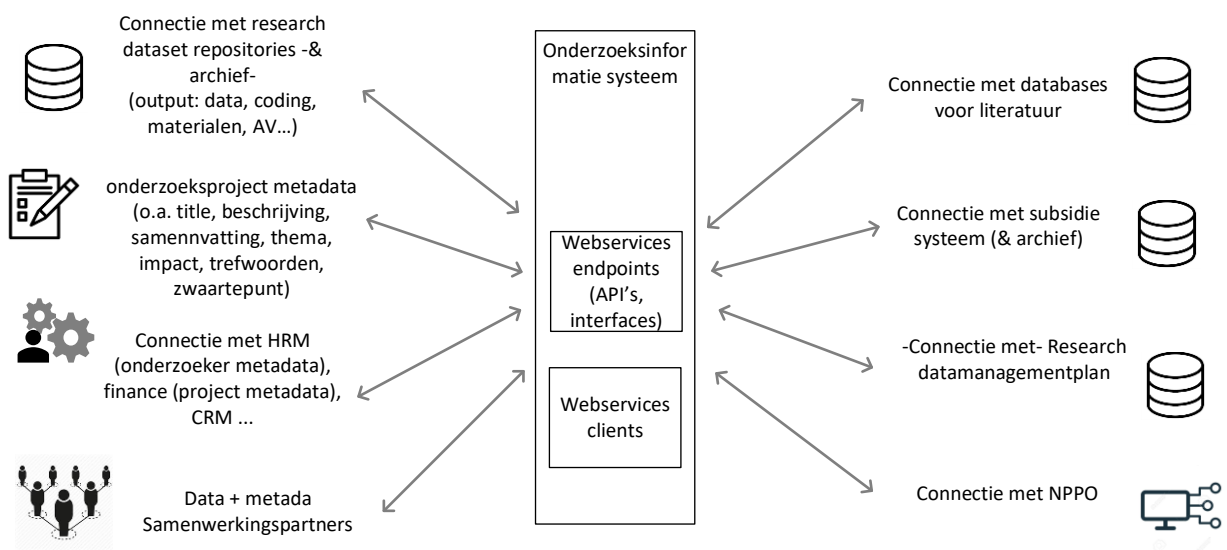 Connectie met research
dataset repositories -&
archief-
(output: data, coding,
materialen, AV...)
onderzoeksproject metadata
(o.a. title, beschrijving,
samennvatting, thema,
impact, trefwoorden,
zwaartepunt)
Connectie met HRM
(onderzoeker metadata),
finance (project metadata),
CRM ...
Data + metada
Samenwerkingspartners
Onderzoeksinfor
matie systeem
Webservices
endpoints
(API's,
interfaces)
Webservices
clients
Connectie met databases
voor literatuur
Connectie met subsidie
systeem (& archief)
-Connectie met- Research
datamanagementplan
Connectie met NPPO